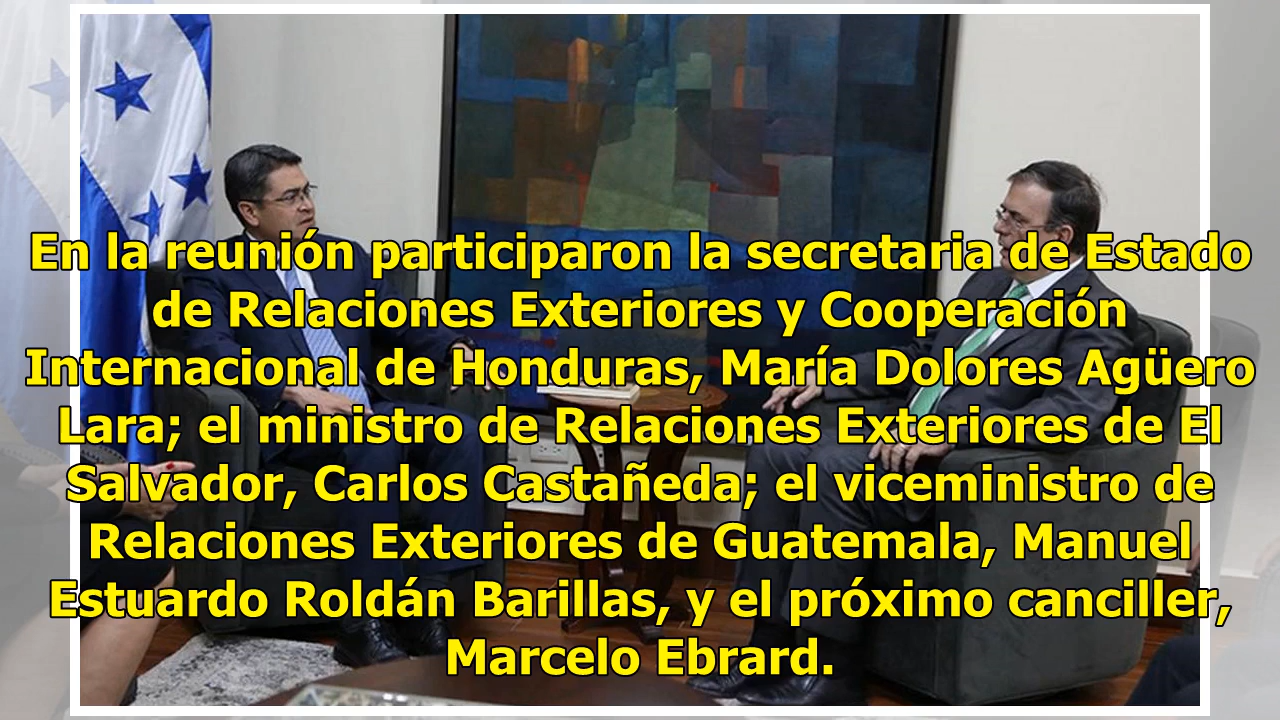 En la reunión participaron la secretaria de Estado
de Relaciones Exteriores y Cooperación
Internacional de Honduras, María Dolores Agüero
Lara; el ministro de Relaciones Exteriores de El
Salvador, Carlos Castañeda; el viceministro de
Relaciones Exteriores de Guatemala, Manuel
Estuardo Roldán Barillas, y el próximo canciller,
Marcelo Ebrard.